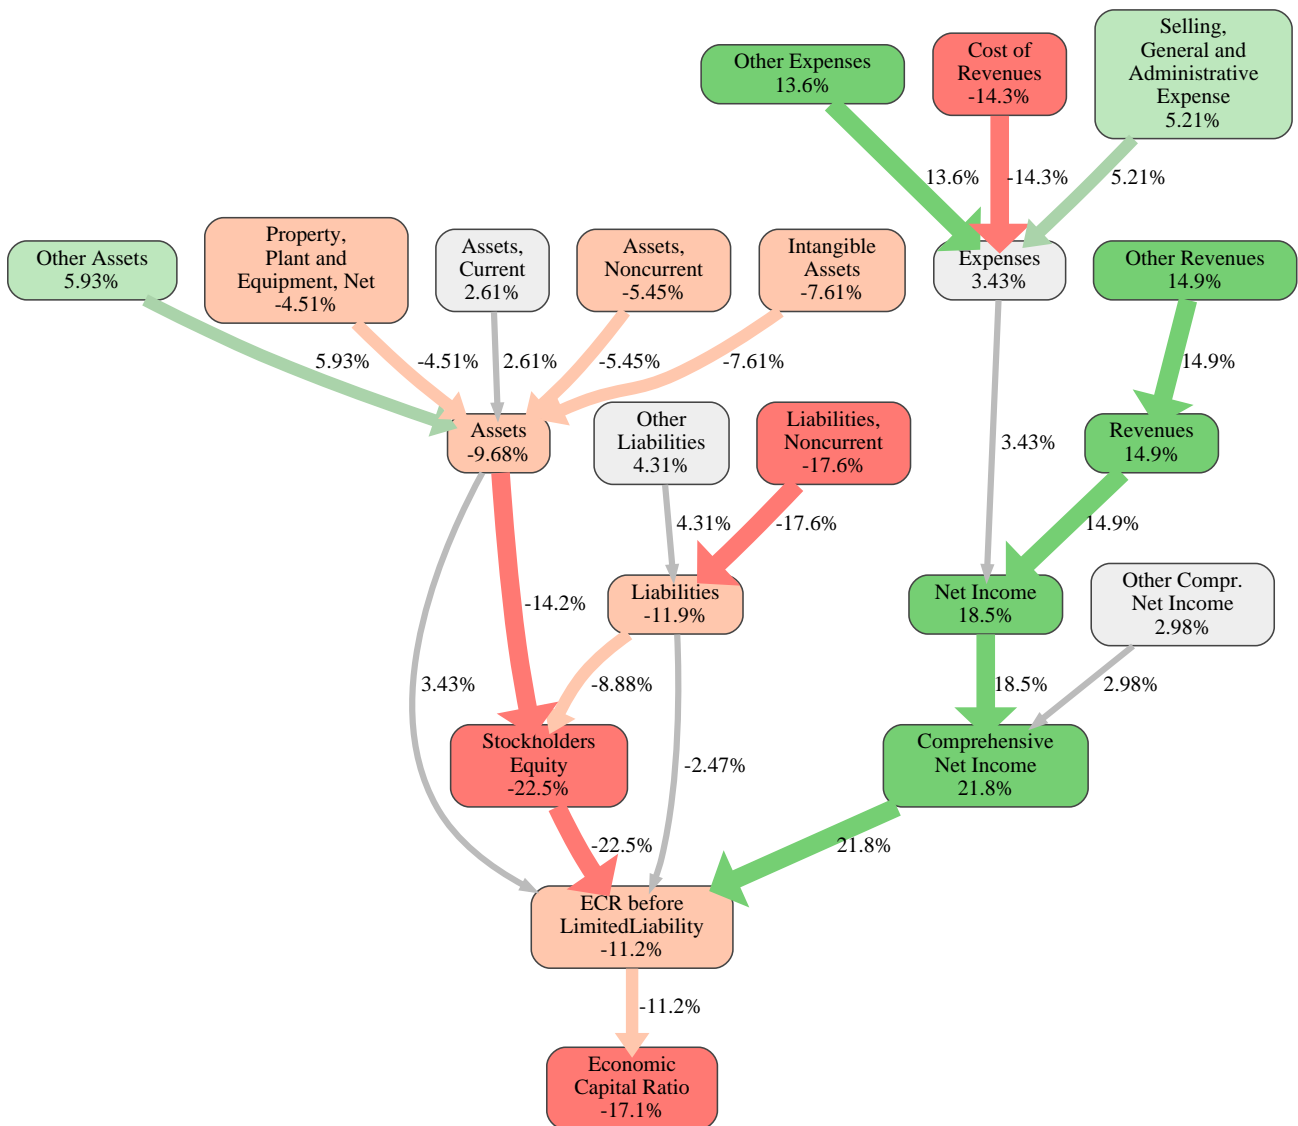 Other Expenses
13.6%
Cost of
Revenues
-14.3%
Selling,
General and
Administrative
Expense
5.21%
13.6%
-14.3%
5.21%
Other Assets
5.93%
Property,
Plant and
Equipment, Net
-4.51%
Assets,
Current
2.61%
Assets,
Noncurrent
-5.45%
Intangible
Assets
-7.61%
Expenses
3.43%
Other Revenues
14.9%
5.93%
-4.51%
2.61%
-5.45%
-7.61%
14.9%
Assets
-9.68%
Other
Liabilities
4.31%
Liabilities,
Noncurrent
-17.6%
3.43%
Revenues
14.9%
4.31%
-17.6%
14.9%
-14.2%
Liabilities
-11.9%
Net Income
18.5%
Other Compr.
Net Income
2.98%
3.43%
-8.88%
18.5%
2.98%
Stockholders
Equity
-22.5%
-2.47%
Comprehensive
Net Income
21.8%
-22.5%
21.8%
ECR before
LimitedLiability
-11.2%
-11.2%
Economic
Capital Ratio
-17.1%